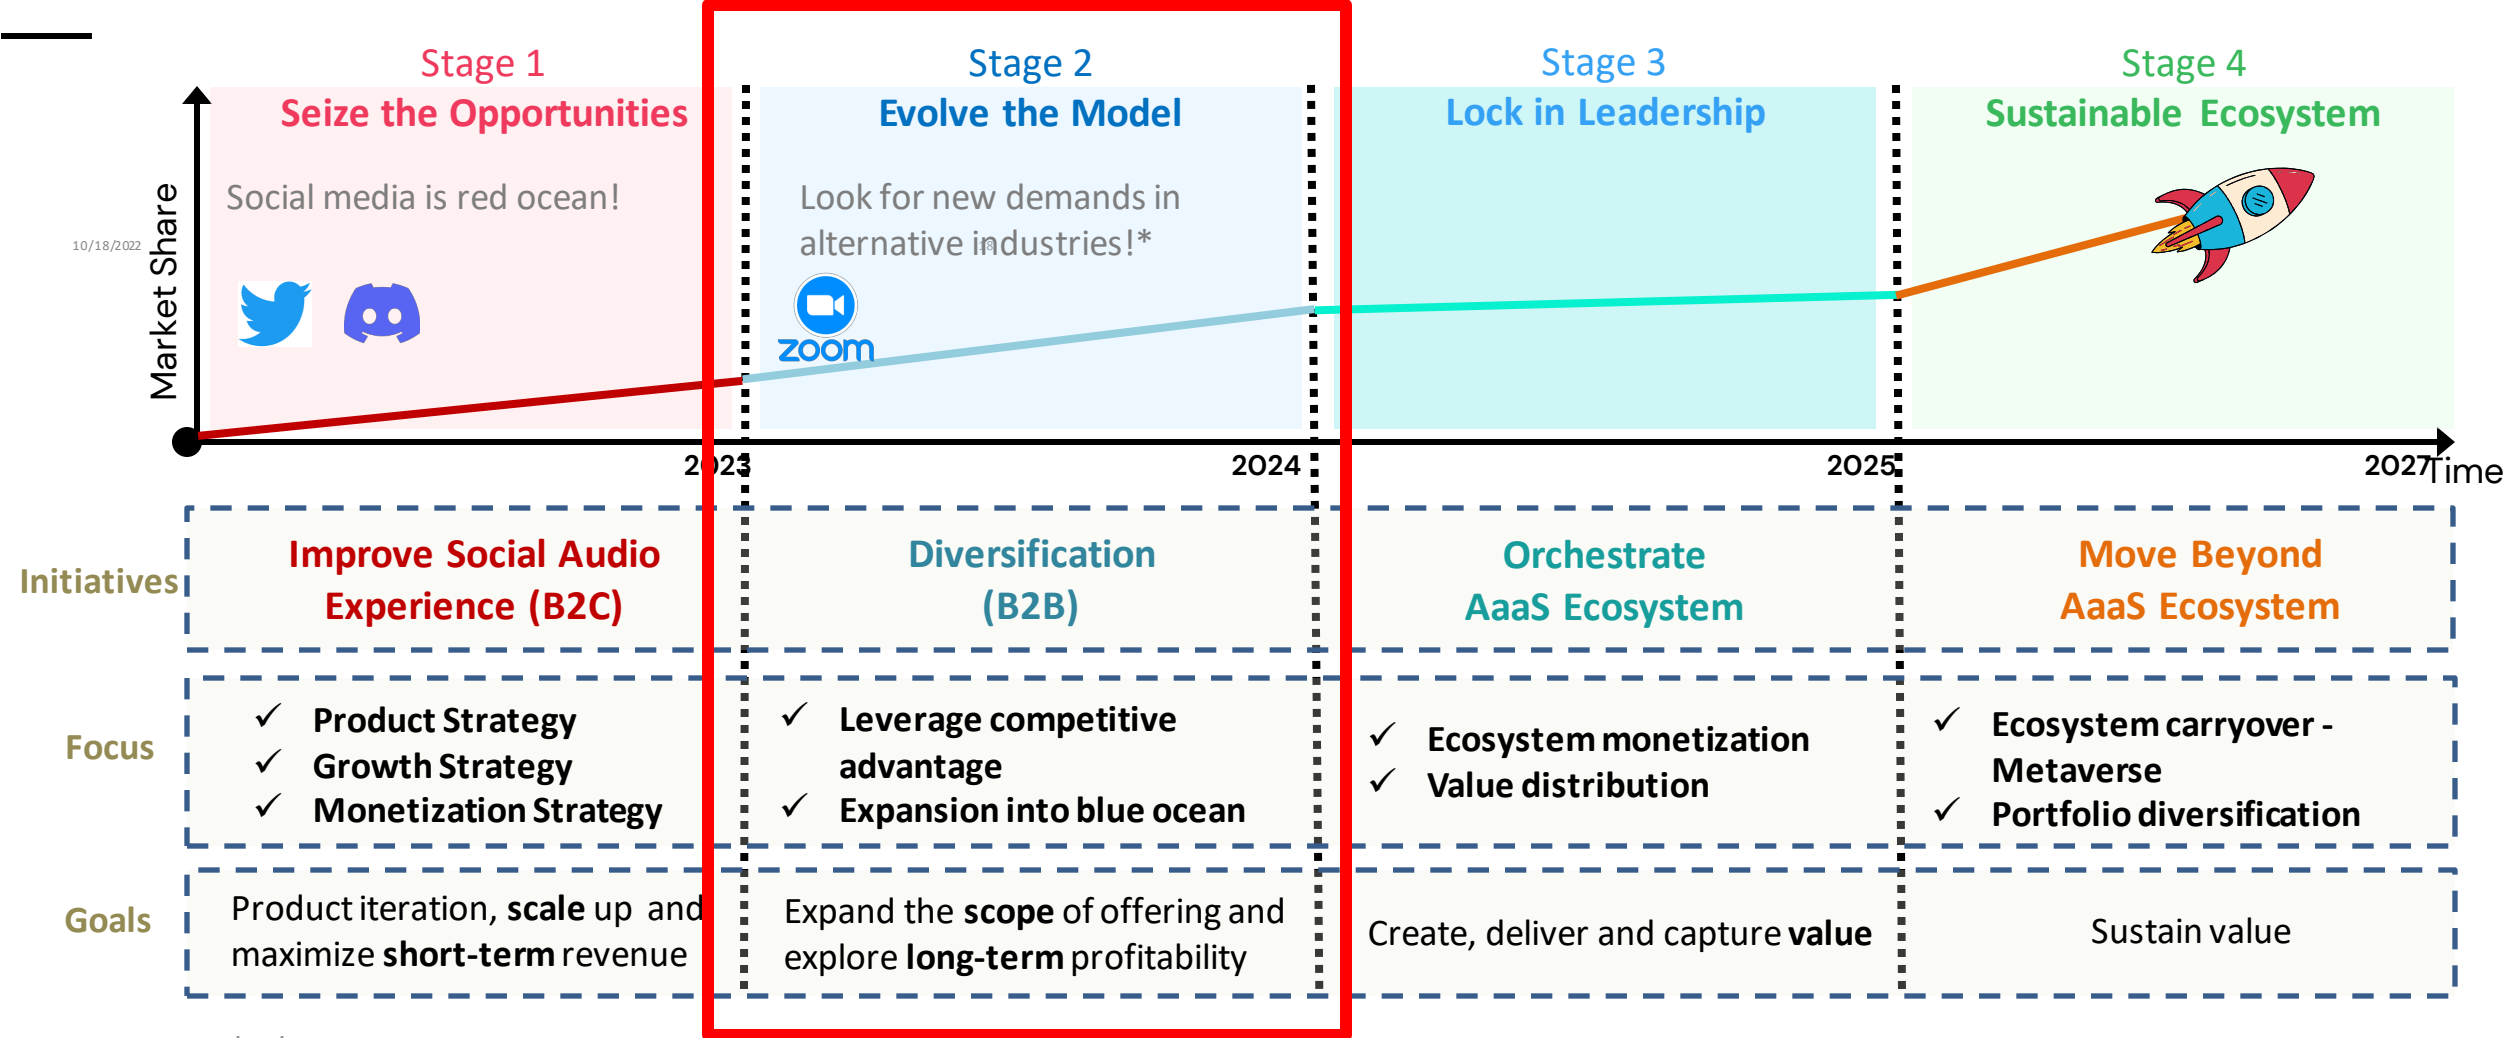 Stage 1
Seize the Opportunities
Social media is red ocean!
Stage 2
Evolve the Model
Look for new demands in
alternative industries!*
18
zoom
Stage 3
Lock in Leadership
Stage 4
Sustainable Ecosystem
10/18/2022
Market Share
2023
2024
2025
2027
Time
Initiatives
Improve Social Audio
Experience (B2C)
Diversification
(B2B)
Orchestrate
AaaS Ecosystem
Move Beyond
AaaS Ecosystem
Focus
✓ Product Strategy
✓ Growth Strategy
✓ Monetization Strategy
✓ Leverage competitive
advantage
✓ Expansion into blue ocean
✓ Ecosystem monetization
✓ Value distribution
✓ Ecosystem carryover -
Metaverse
✓ Portfolio diversification
Goals
Product iteration, scale up and
maximize short-term revenue
Expand the scope of offering and
explore long-term profitability
Create, deliver and capture value
Sustain value